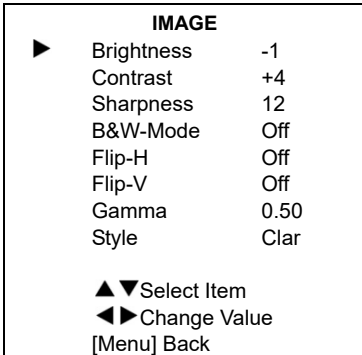 IMAGE
▶ Brightness -1
Contrast +4
Sharpness 12
B&W-Mode Off
Flip-H Off
Flip-V Off
Gamma 0.50
Style Clar
▲▼Select Item
◀▶Change Value
[Menu] Back